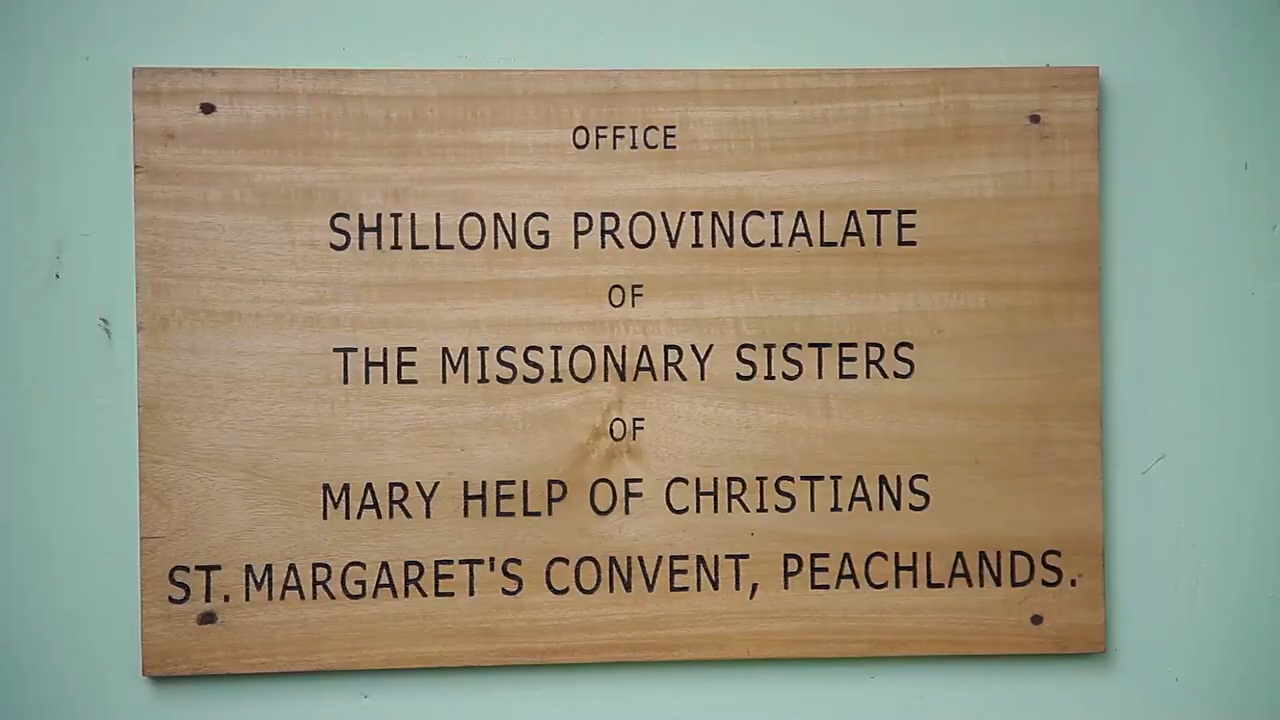 OFFICE
SHILLONG PROVINCIALATE
OF
THE MISSIONARY SISTERS
OF
MARY HELP OF CHRISTIANS
ST. MARGARET'S CONVENT, PEACHLANDS.